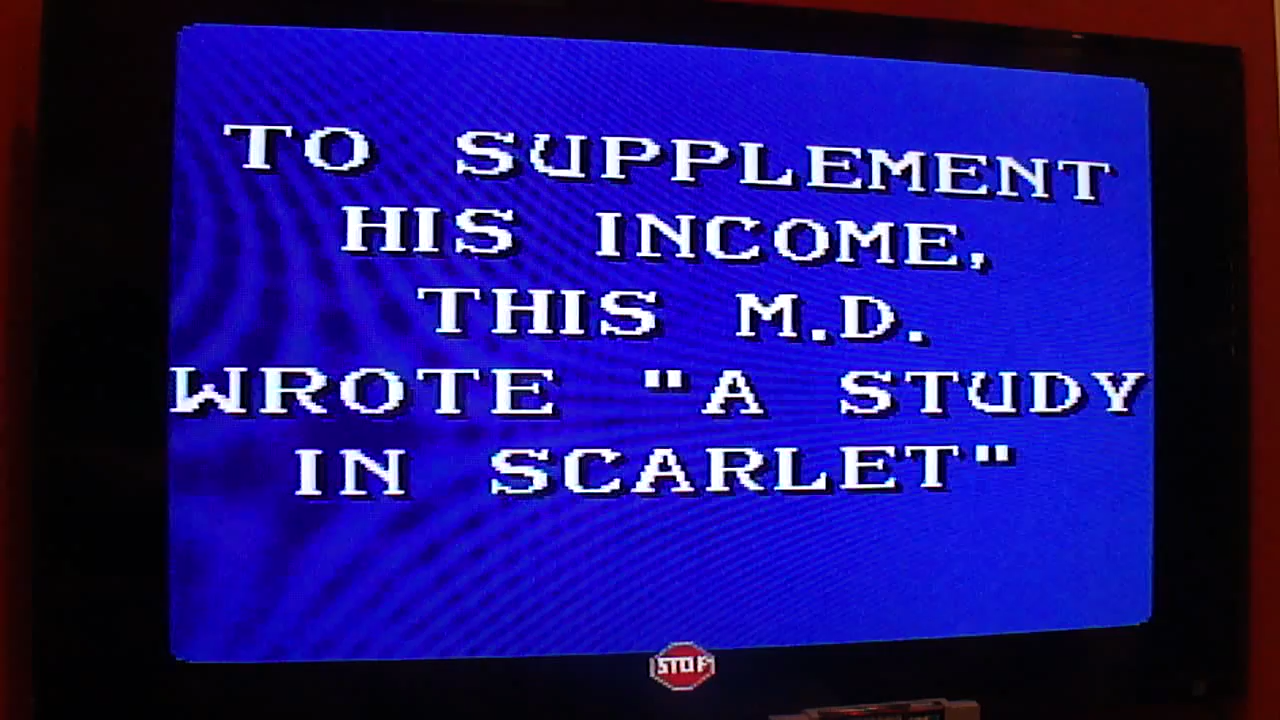 TO SUPPLEMENT
HIS INCOME,
THIS M.D.
WROTE "A STUDY
IN SCARLET"
STOP